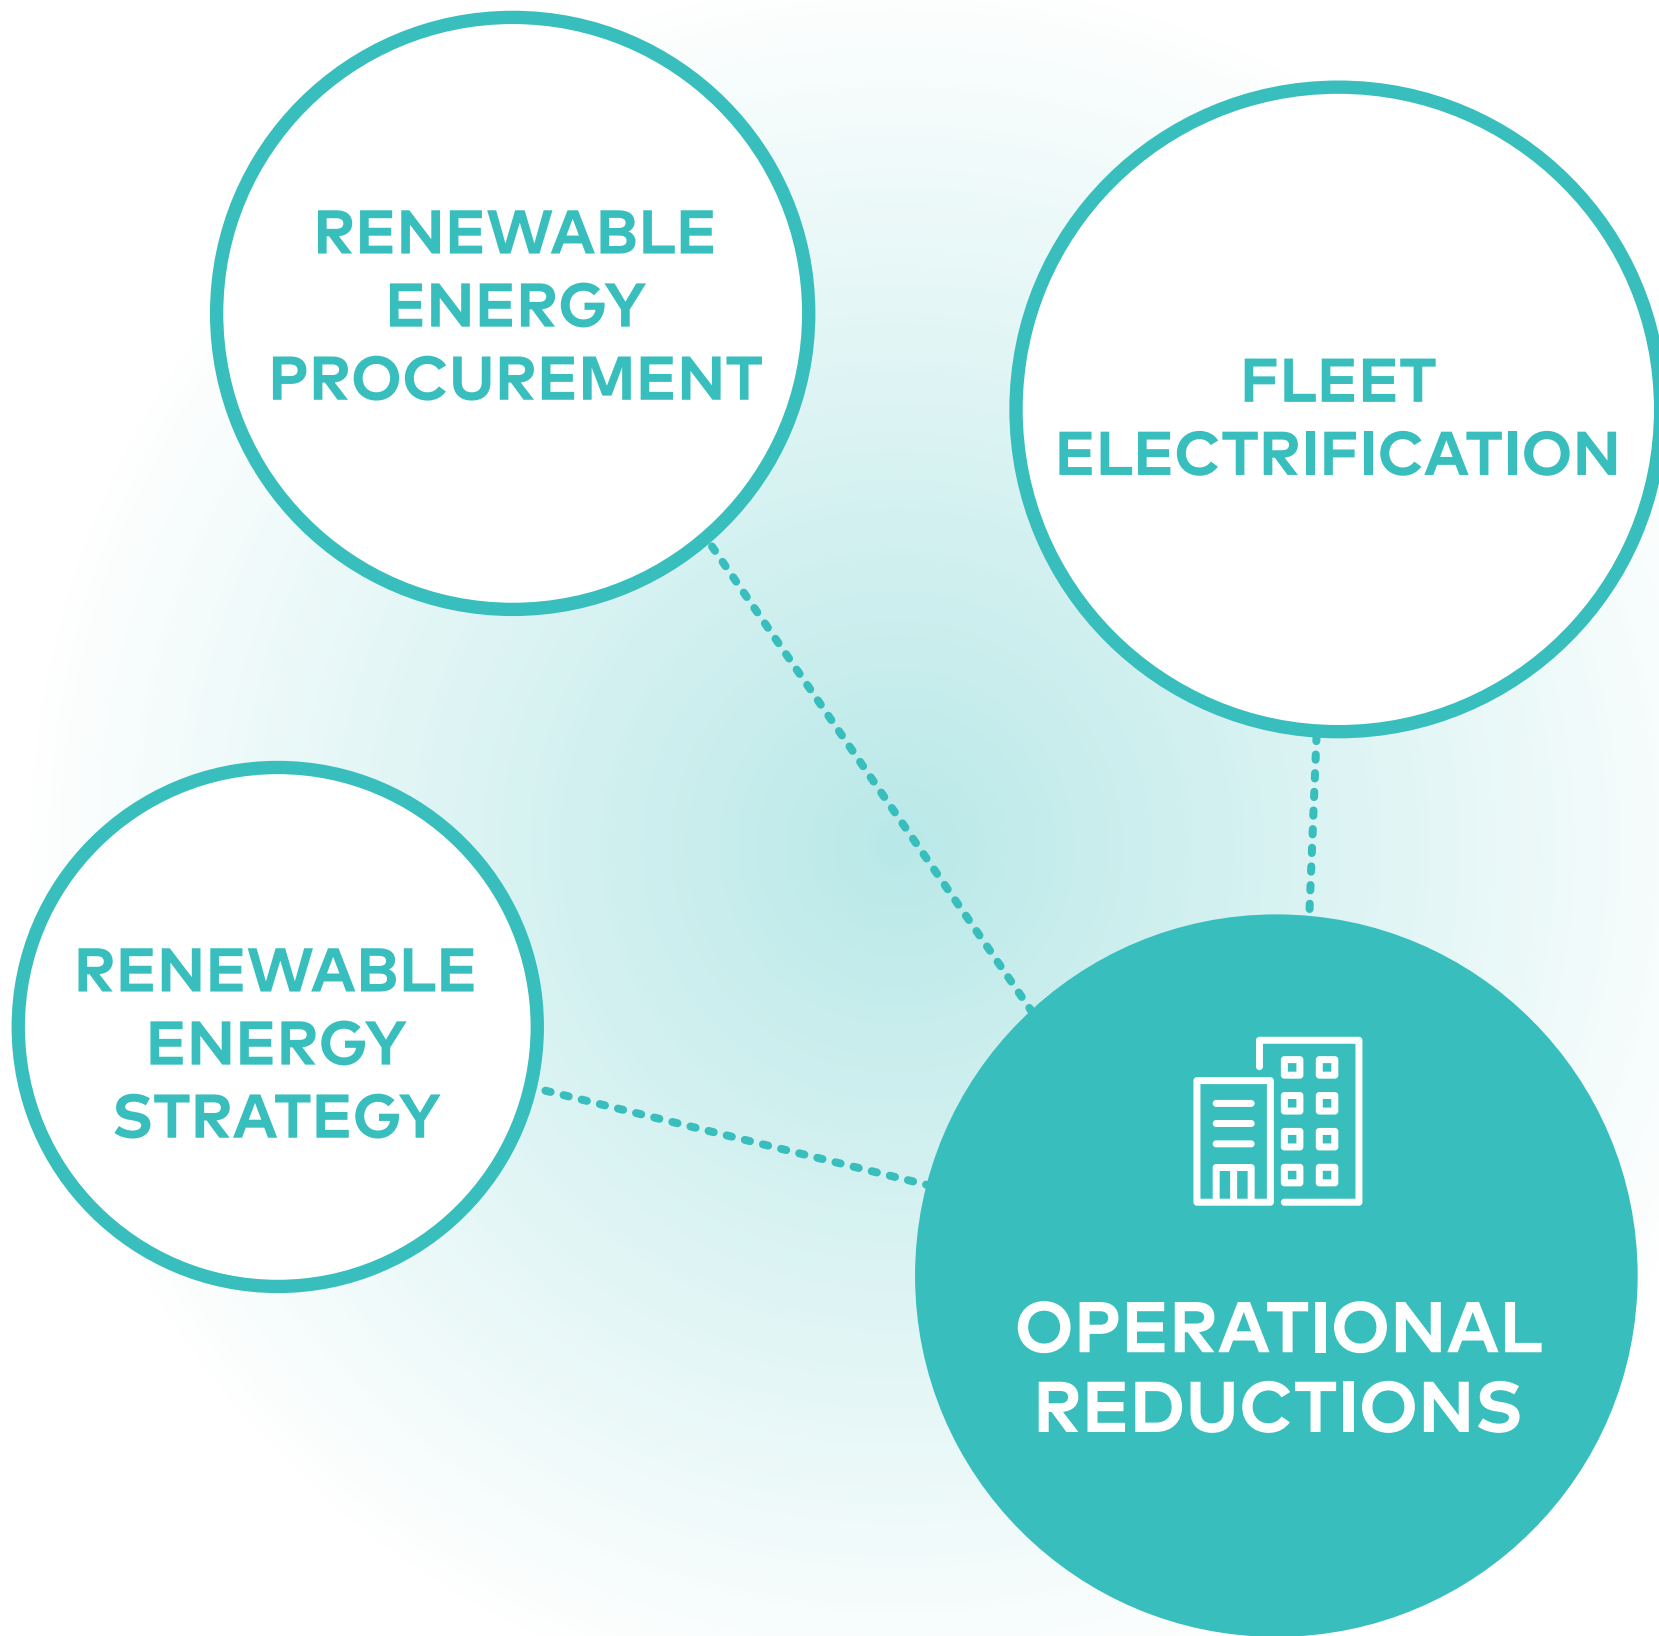 RENEWABLE
ENERGY
PROCUREMENT
FLEET
ELECTRIFICATION
RENEWABLE
ENERGY
STRATEGY
OPERATIONAL
REDUCTIONS